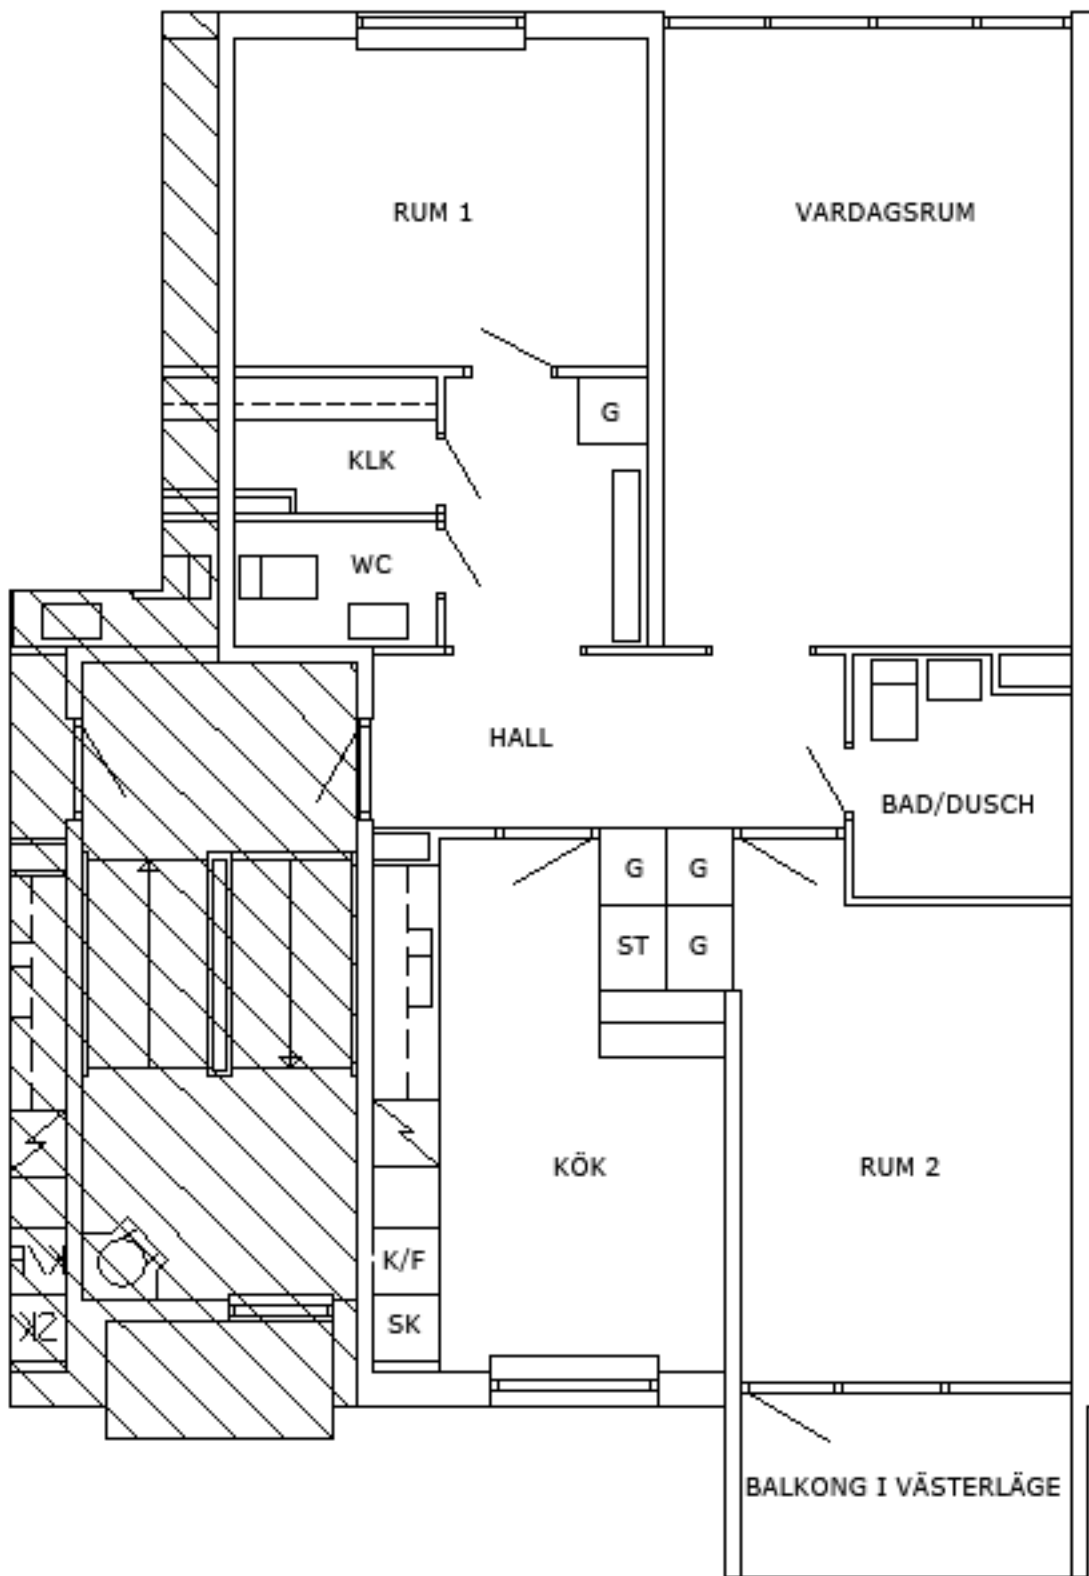 RUM 1
VARDAGSRUM
G
KLK
WC
HALL
BAD/DUSCH
G
G
ST
G
KÖK
RUM 2
K/F
SK
BALKONG I VÄSTERLÄGE